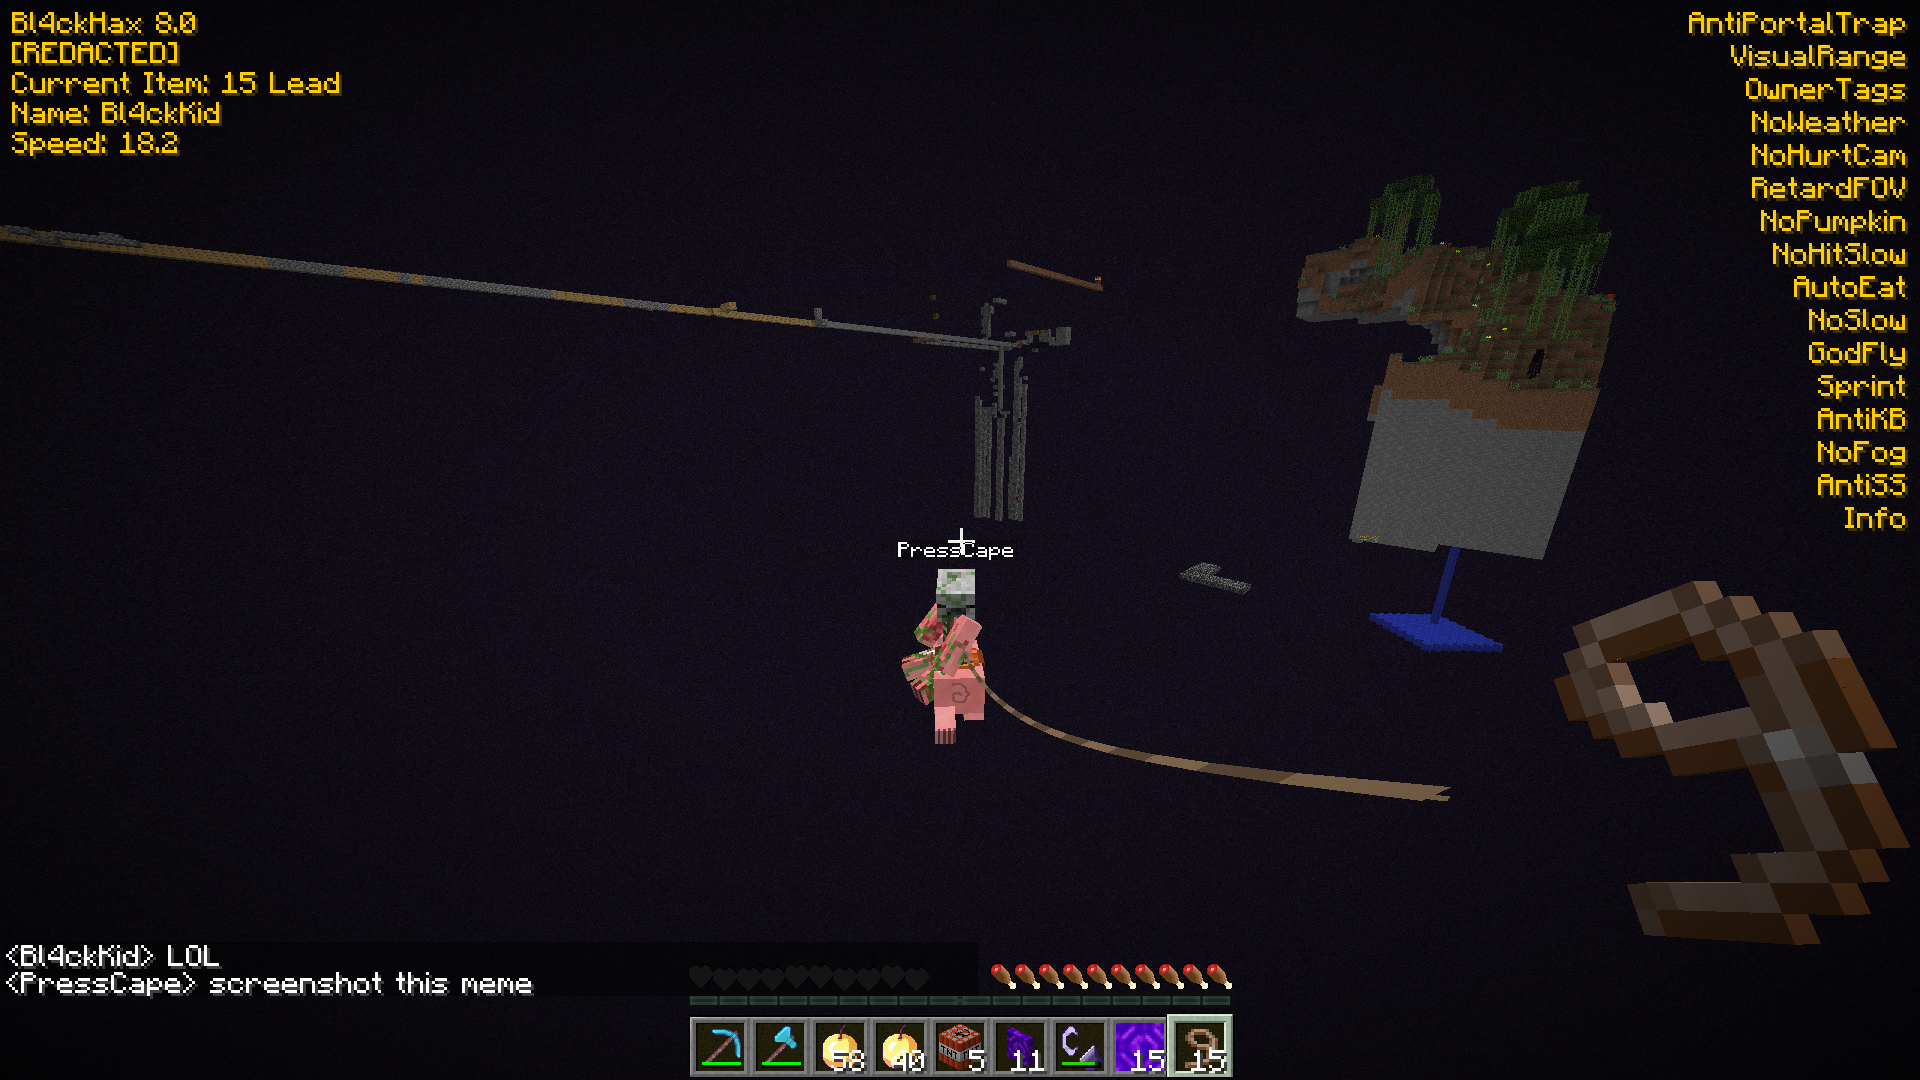 Bl4ckHax 8.0
[REDACTED]
Current Item: 15 Lead
Name: Bl4ckKid
Speed: 18.2
AntiPortalTrap
VisualRange
OwnerTags
NoWeather
NoHurtCam
RetardFOV
NoPumpkin
NoHitSlow
AutoEat
NoSlow
GodFly
Sprint
AntiKB
NoFog
AntiSS
Info
PressCape
<Bl4ckKid> LOL
<PressCape> screenshot this meme
TNT
58 40 5 11 15 15